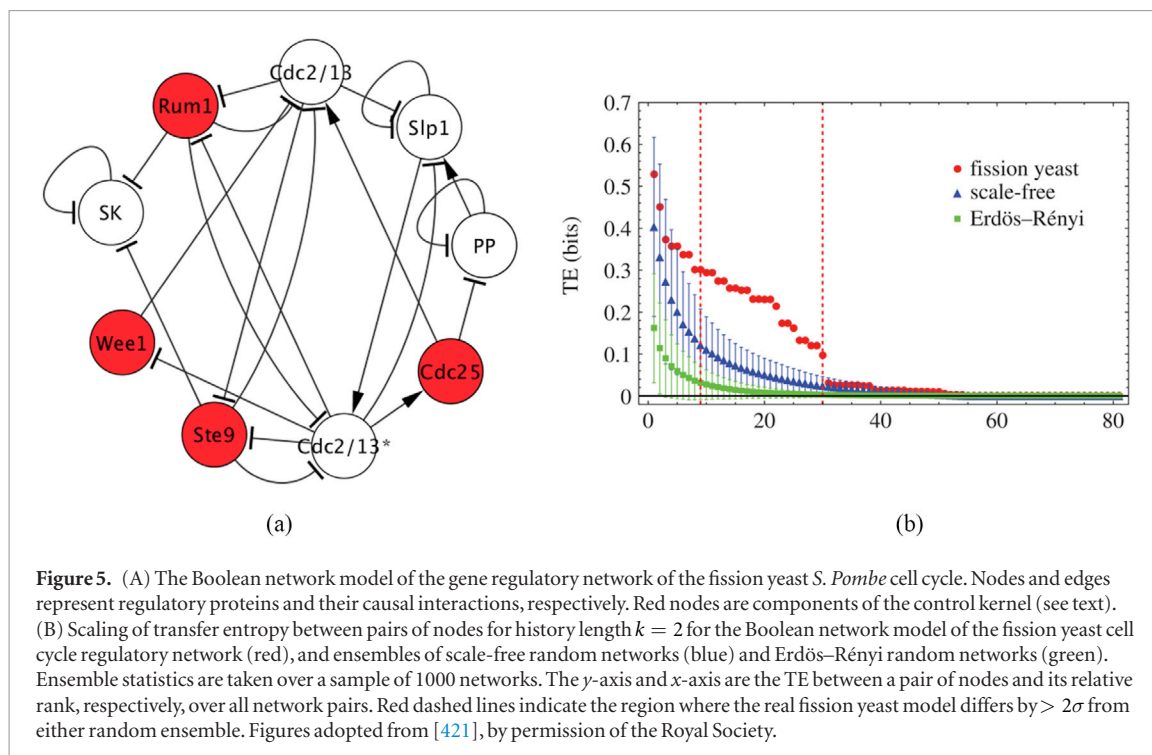 Cdc2/13
Rum1
Slp1
SK
PP
Wee1
Cdc25
Ste9
Cdc2/13*
(a)
0.7
0.6
0.5
0.4
0.3
0.2
0.1
0
TE (bits)
fission yeast
scale-free
Erdös–Rényi
0 20 40 60 80
(b)
Figure 5. (A) The Boolean network model of the gene regulatory network of the fission yeast S. Pombe cell cycle. Nodes and edges
represent regulatory proteins and their causal interactions, respectively. Red nodes are components of the control kernel (see text).
(B) Scaling of transfer entropy between pairs of nodes for history length k = 2 for the Boolean network model of the fission yeast cell
cycle regulatory network (red), and ensembles of scale-free random networks (blue) and Erdös–Rényi random networks (green).
Ensemble statistics are taken over a sample of 1000 networks. The y-axis and x-axis are the TE between a pair of nodes and its relative
rank, respectively, over all network pairs. Red dashed lines indicate the region where the real fission yeast model differs by > 2σ from
either random ensemble. Figures adopted from [421], by permission of the Royal Society.